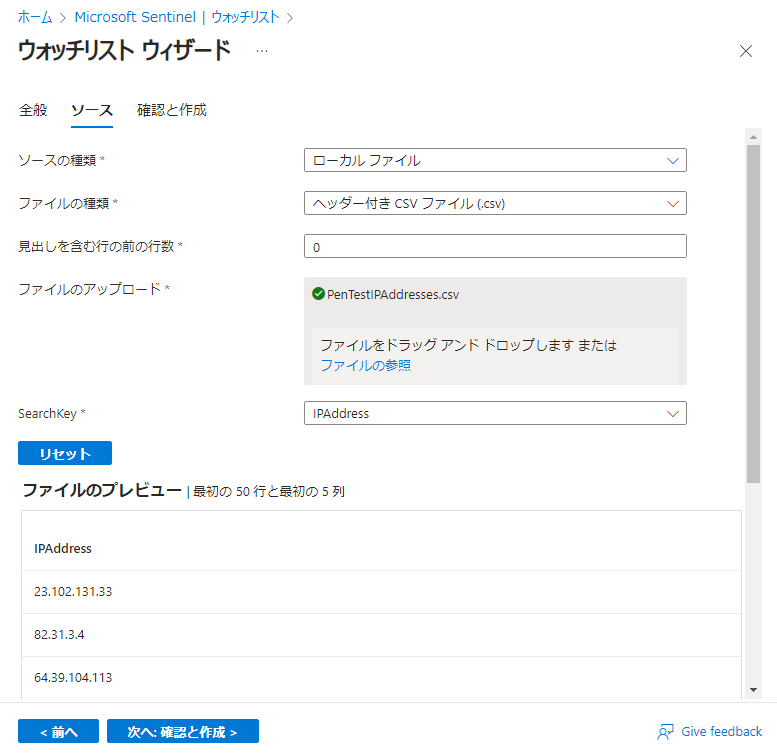 ホーム > Microsoft Sentinel | ウォッチリスト >
ウォッチリスト ウィザード ...
全般 ソース 確認と作成
ソースの種類 * ローカル ファイル
ファイルの種類 * ヘッダー付き CSV ファイル (.csv)
見出しを含む行の前の行数 * 0
ファイルのアップロード * PenTestIPAddresses.csv
ファイルをドラッグ アンド ドロップします または
ファイルの参照
SearchKey * IPAddress
リセット
ファイルのプレビュー | 最初の 50 行と最初の 5 列
IPAddress
23.102.131.33
82.31.3.4
64.39.104.113
< 前へ 次へ: 確認と作成 > Give feedback